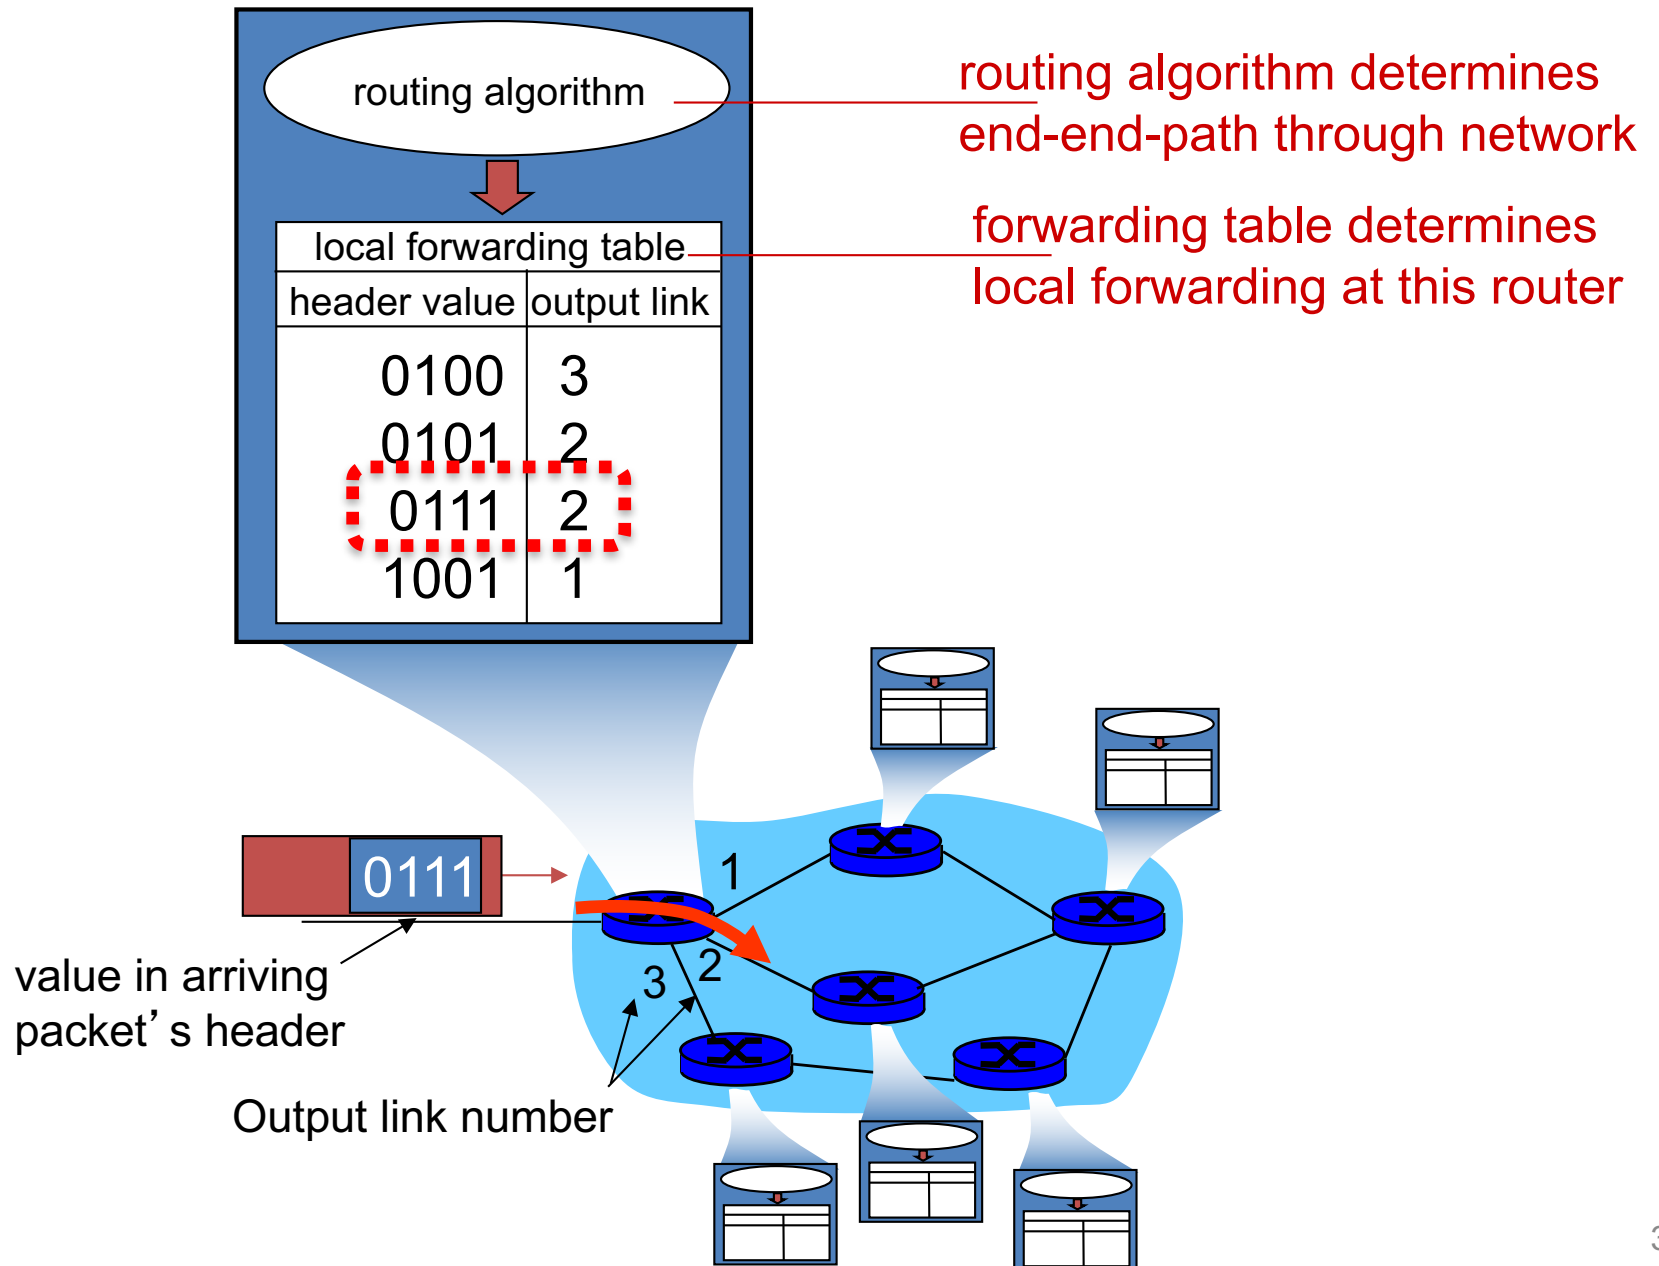 routing algorithm
routing algorithm determines
end-end-path through network
local forwarding table
forwarding table determines
local forwarding at this router
header value output link
0100 3
0101 2
0111 2
1001 1
0111
1
2
3
value in arriving
packet’s header
Output link number
3